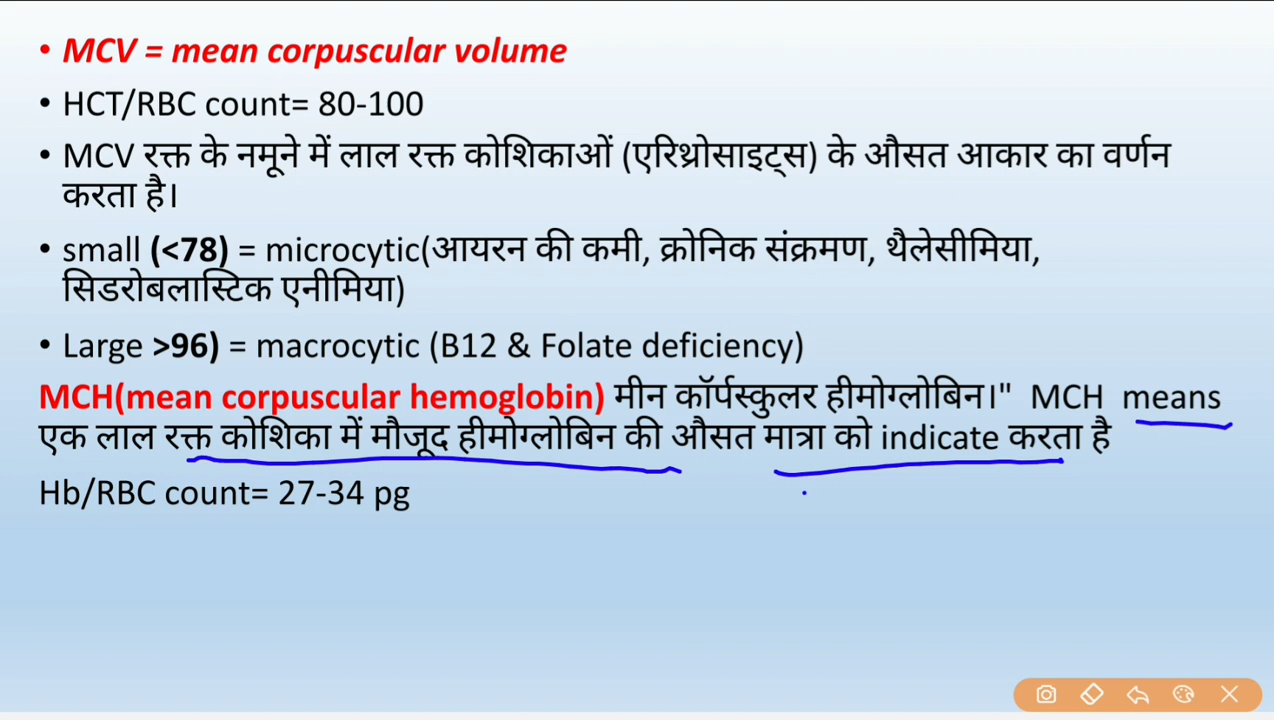 • MCV = mean corpuscular volume
• HCT/RBC count= 80-100
• MCV रक्त के नमूने में लाल रक्त कोशिकाओं (एरिथ्रोसाइट्स) के औसत आकार का वर्णन
करता है।
• small (<78) = microcytic(आयरन की कमी, क्रोनिक संक्रमण, थैलेसीमिया,
सिडरोबलास्टिक एनीमिया)
• Large >96) = macrocytic (B12 & Folate deficiency)
MCH(mean corpuscular hemoglobin) मीन कॉर्पस्कुलर हीमोग्लोबिन।" MCH means
एक लाल रक्त कोशिका में मौजूद हीमोग्लोबिन की औसत मात्रा को indicate करता है
Hb/RBC count= 27-34 pg